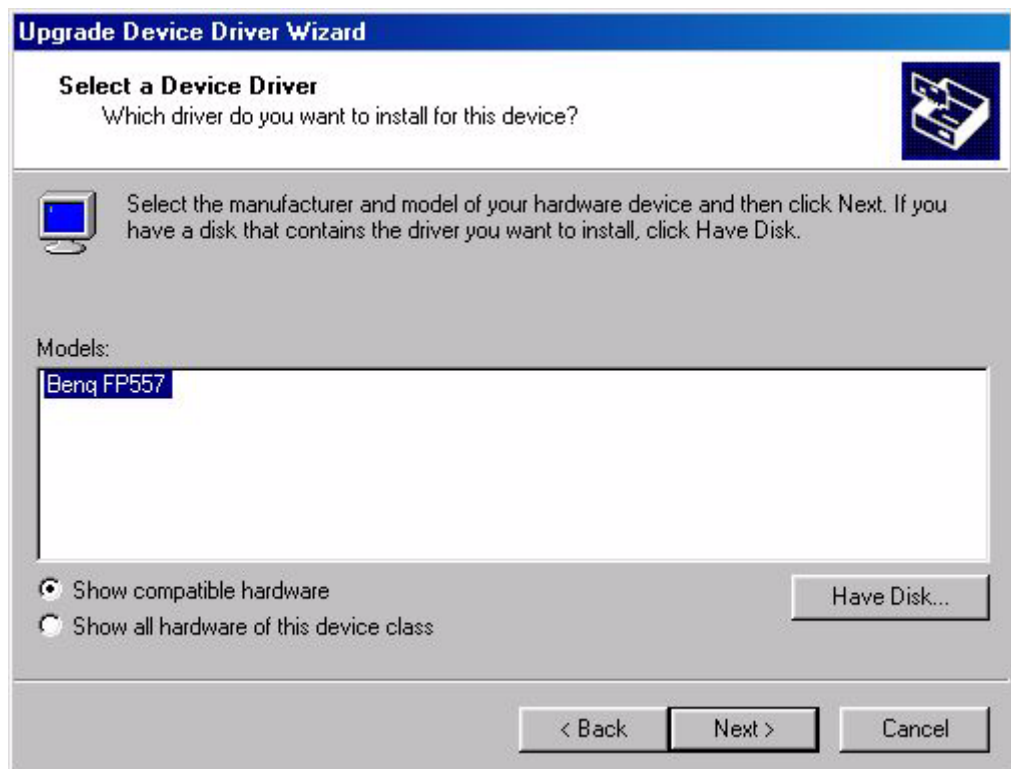 Upgrade Device Driver Wizard
Select a Device Driver
Which driver do you want to install for this device?
Select the manufacturer and model of your hardware device and then click Next. If you
have a disk that contains the driver you want to install, click Have Disk.
Models:
Benq FP557
Show compatible hardware
Have Disk...
Show all hardware of this device class
< Back Next > Cancel